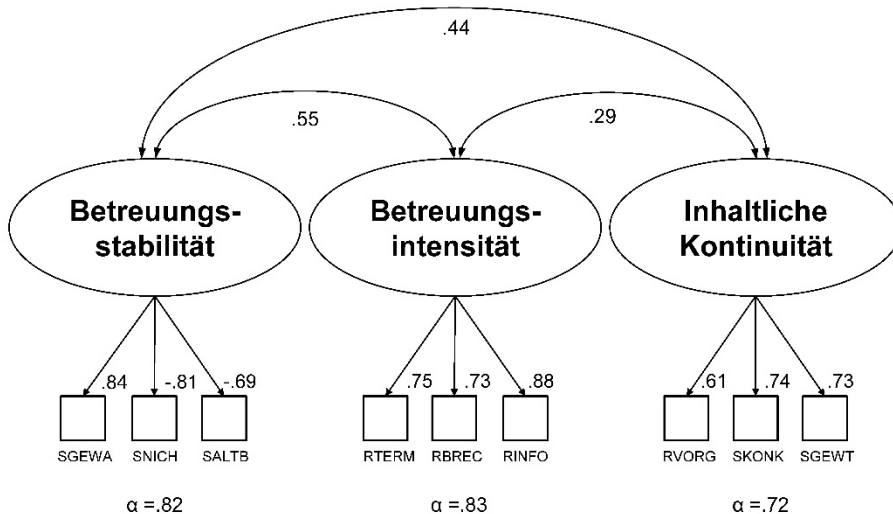 .44
.55
.29
Betreuungs-
stabilität
Betreuungs-
intensität
Inhaltliche
Kontinuität
.84
-.81
-.69
.75
.73
.88
.61
.74
.73
SGEWA
SNICH
SALTB
RTERM
RBREC
RINFO
RVORG
SKONK
SGEWT
α =.82
α =.83
α =.72